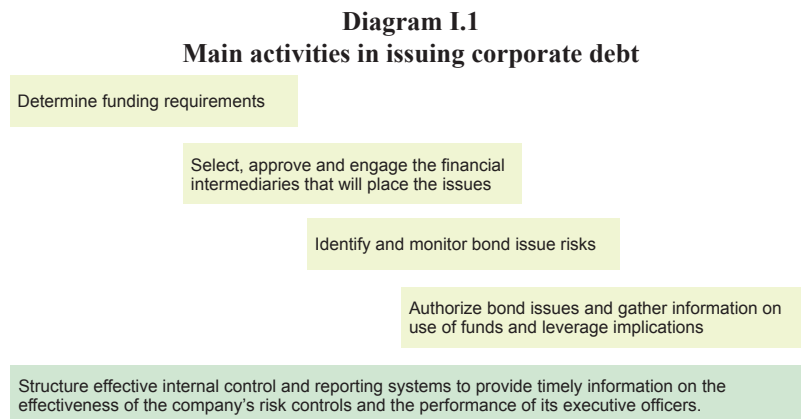 Diagram I.1
Main activities in issuing corporate debt
Determine funding requirements
Select, approve and engage the financial
intermediaries that will place the issues
Identify and monitor bond issue risks
Authorize bond issues and gather information on
use of funds and leverage implications
Structure effective internal control and reporting systems to provide timely information on the
effectiveness of the company’s risk controls and the performance of its executive officers.